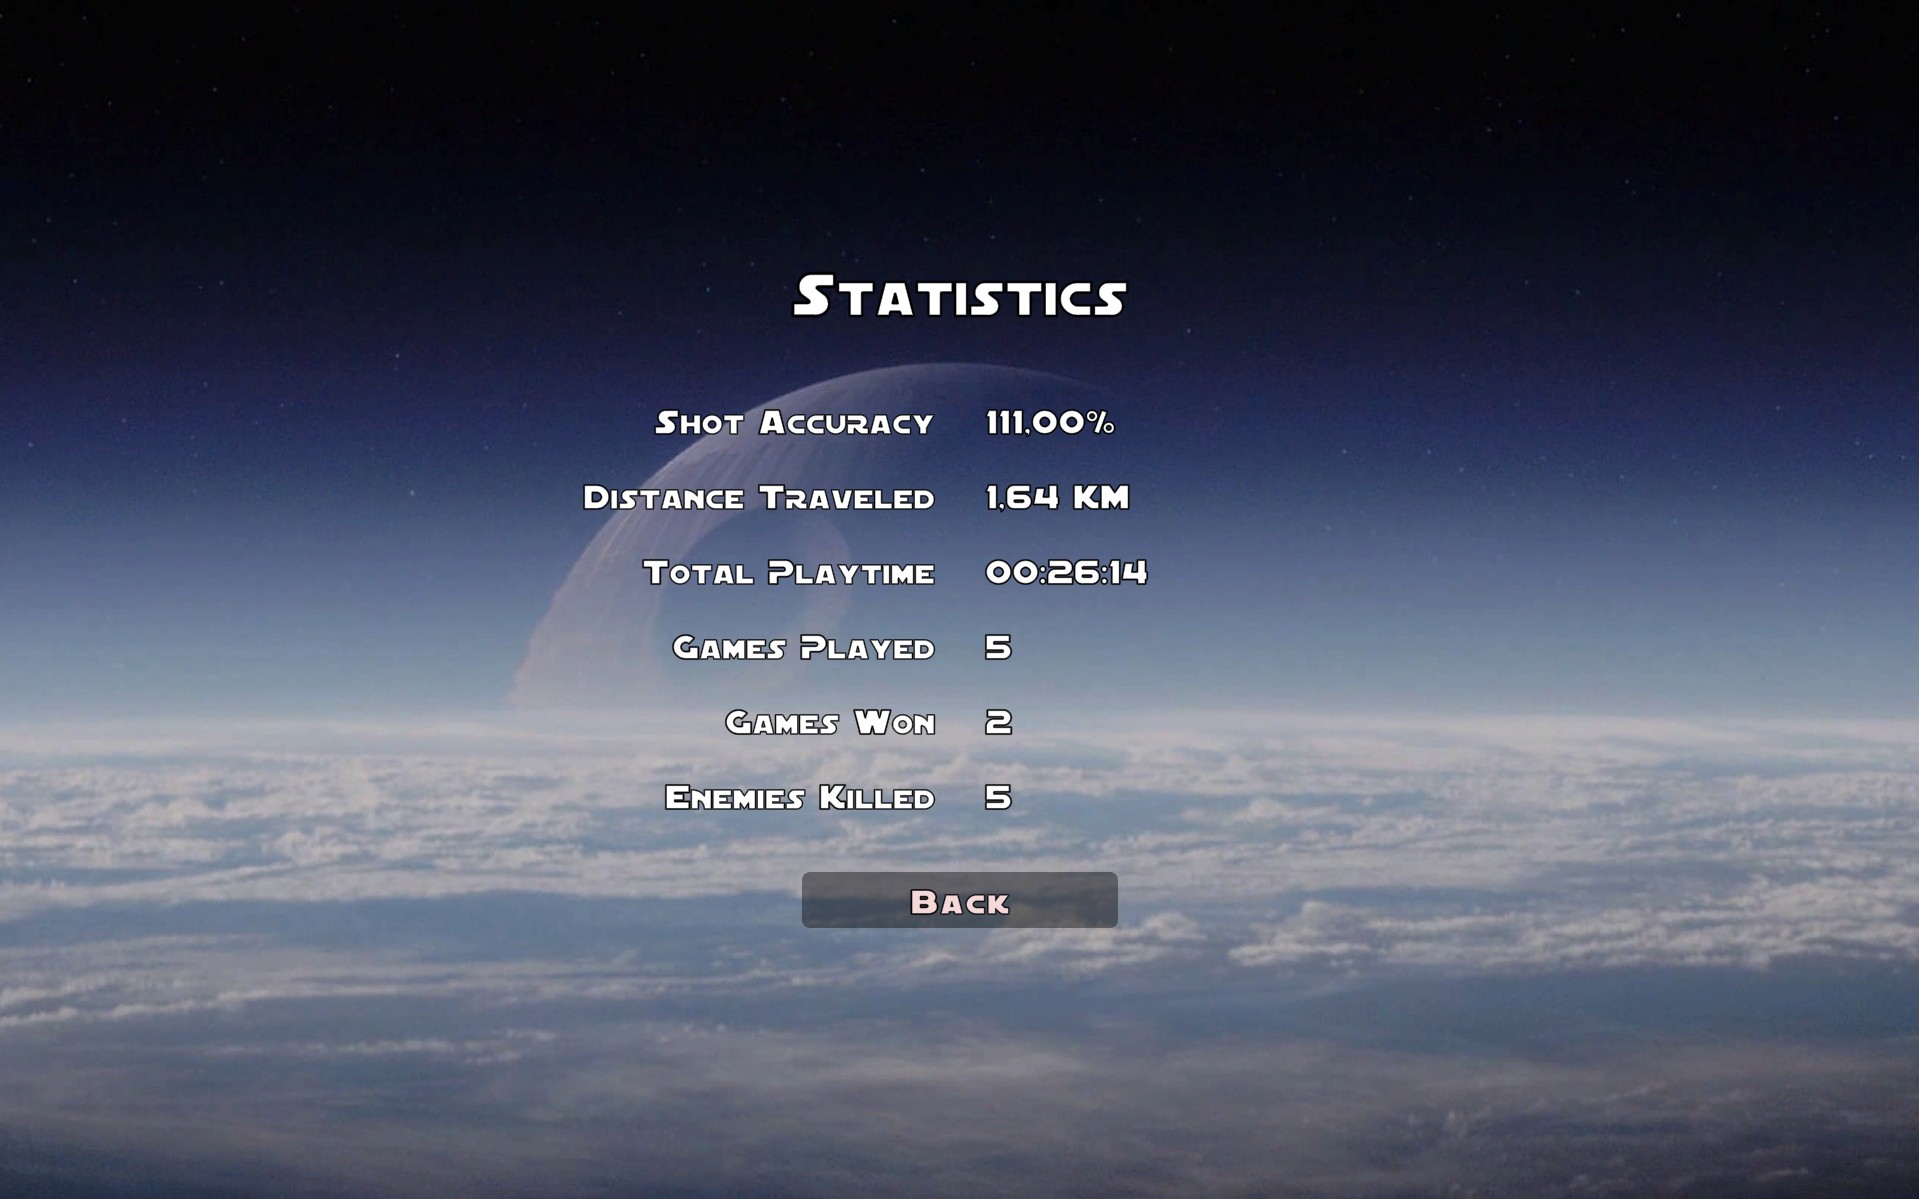 Statistics
Shot Accuracy 111,00%
Distance Traveled 1,64 KM
Total Playtime 00:26:14
Games Played 5
Games Won 2
Enemies Killed 5
Back